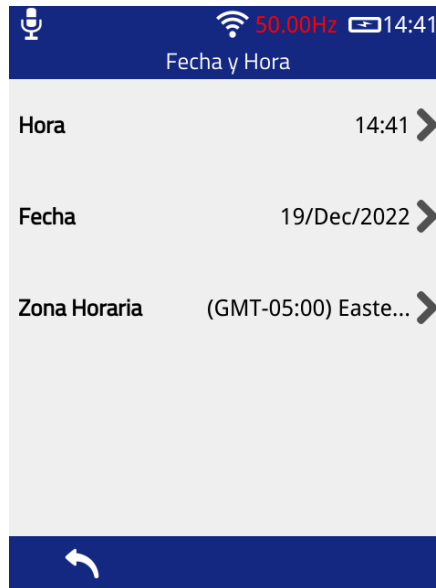 50.00Hz 14:41
Fecha y Hora
Hora 14:41
Fecha 19/Dec/2022
Zona Horaria (GMT-05:00) Easte...